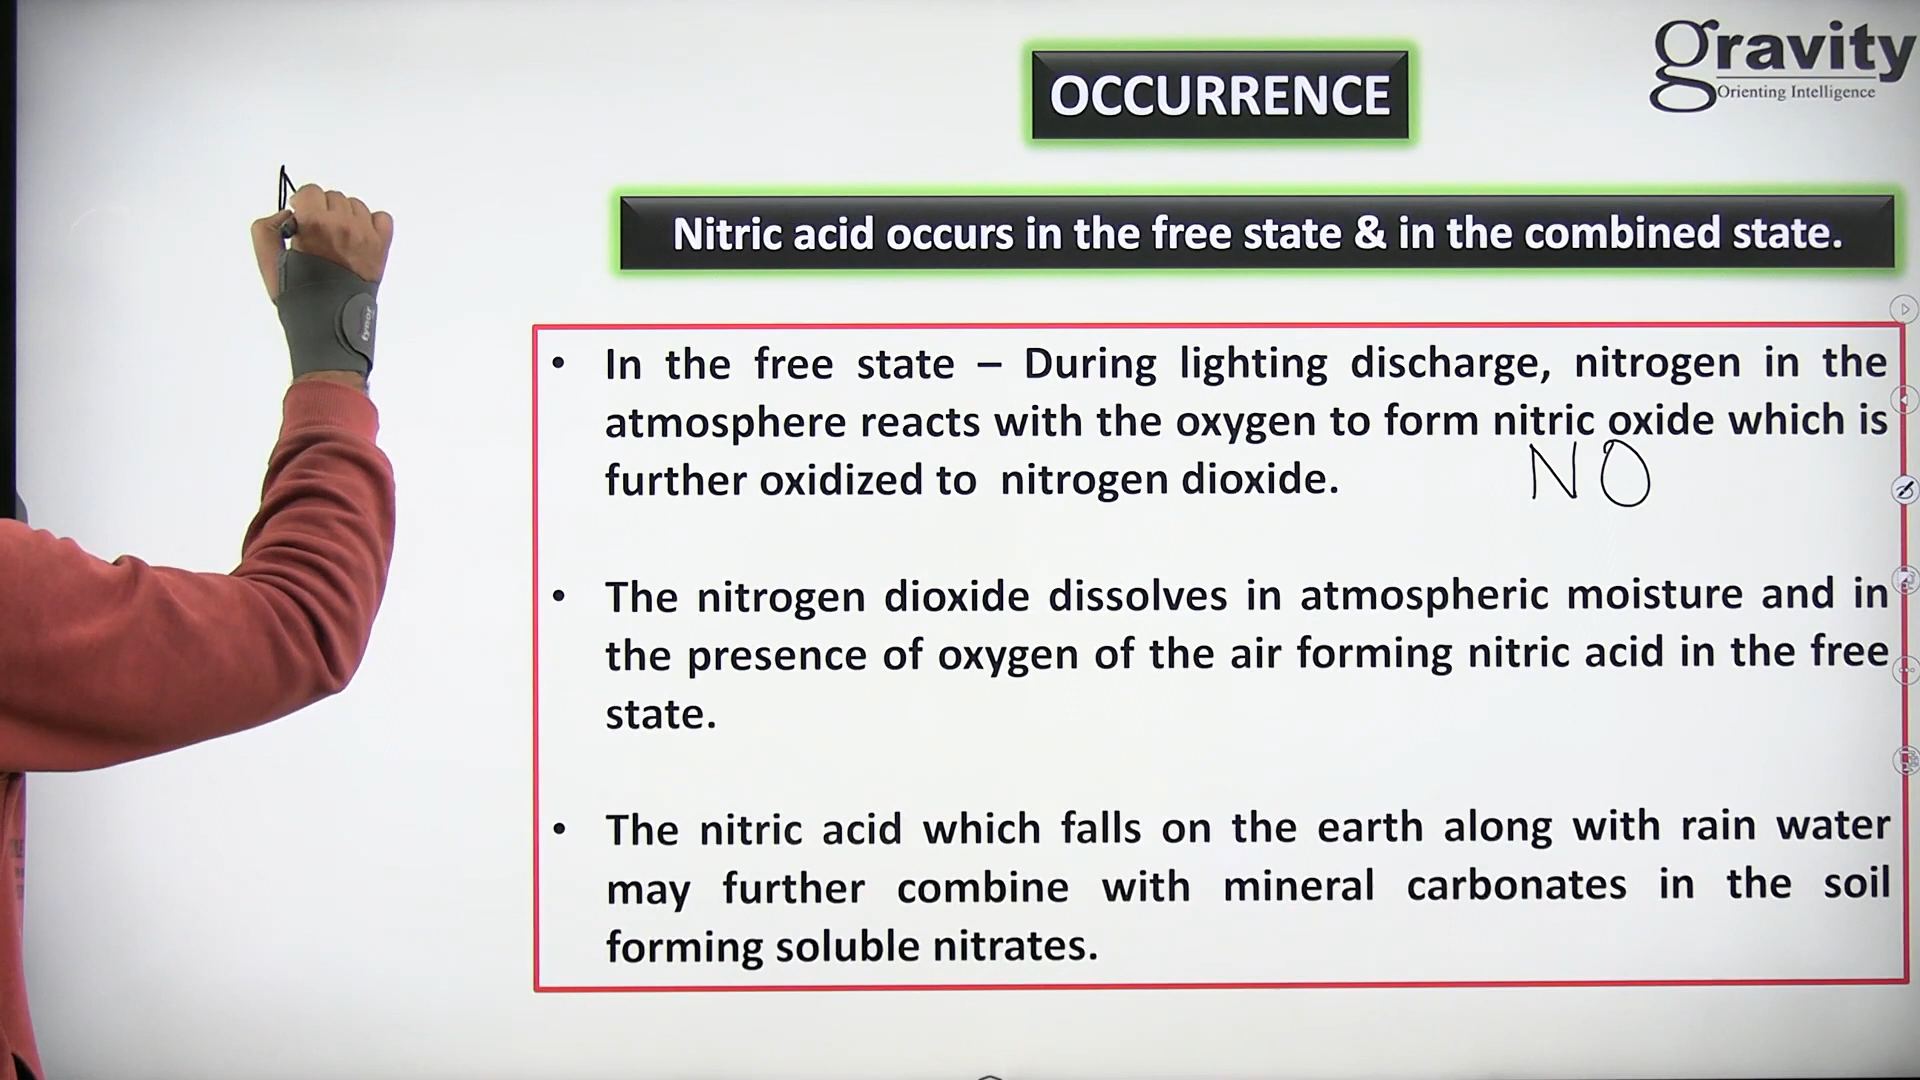 gravity
Orienting Intelligence
OCCURRENCE
Nitric acid occurs in the free state & in the combined state.
• In the free state – During lighting discharge, nitrogen in the
atmosphere reacts with the oxygen to form nitric oxide which is
further oxidized to nitrogen dioxide.
NO
• The nitrogen dioxide dissolves in atmospheric moisture and in
the presence of oxygen of the air forming nitric acid in the free
state.
• The nitric acid which falls on the earth along with rain water
may further combine with mineral carbonates in the soil
forming soluble nitrates.
tynor